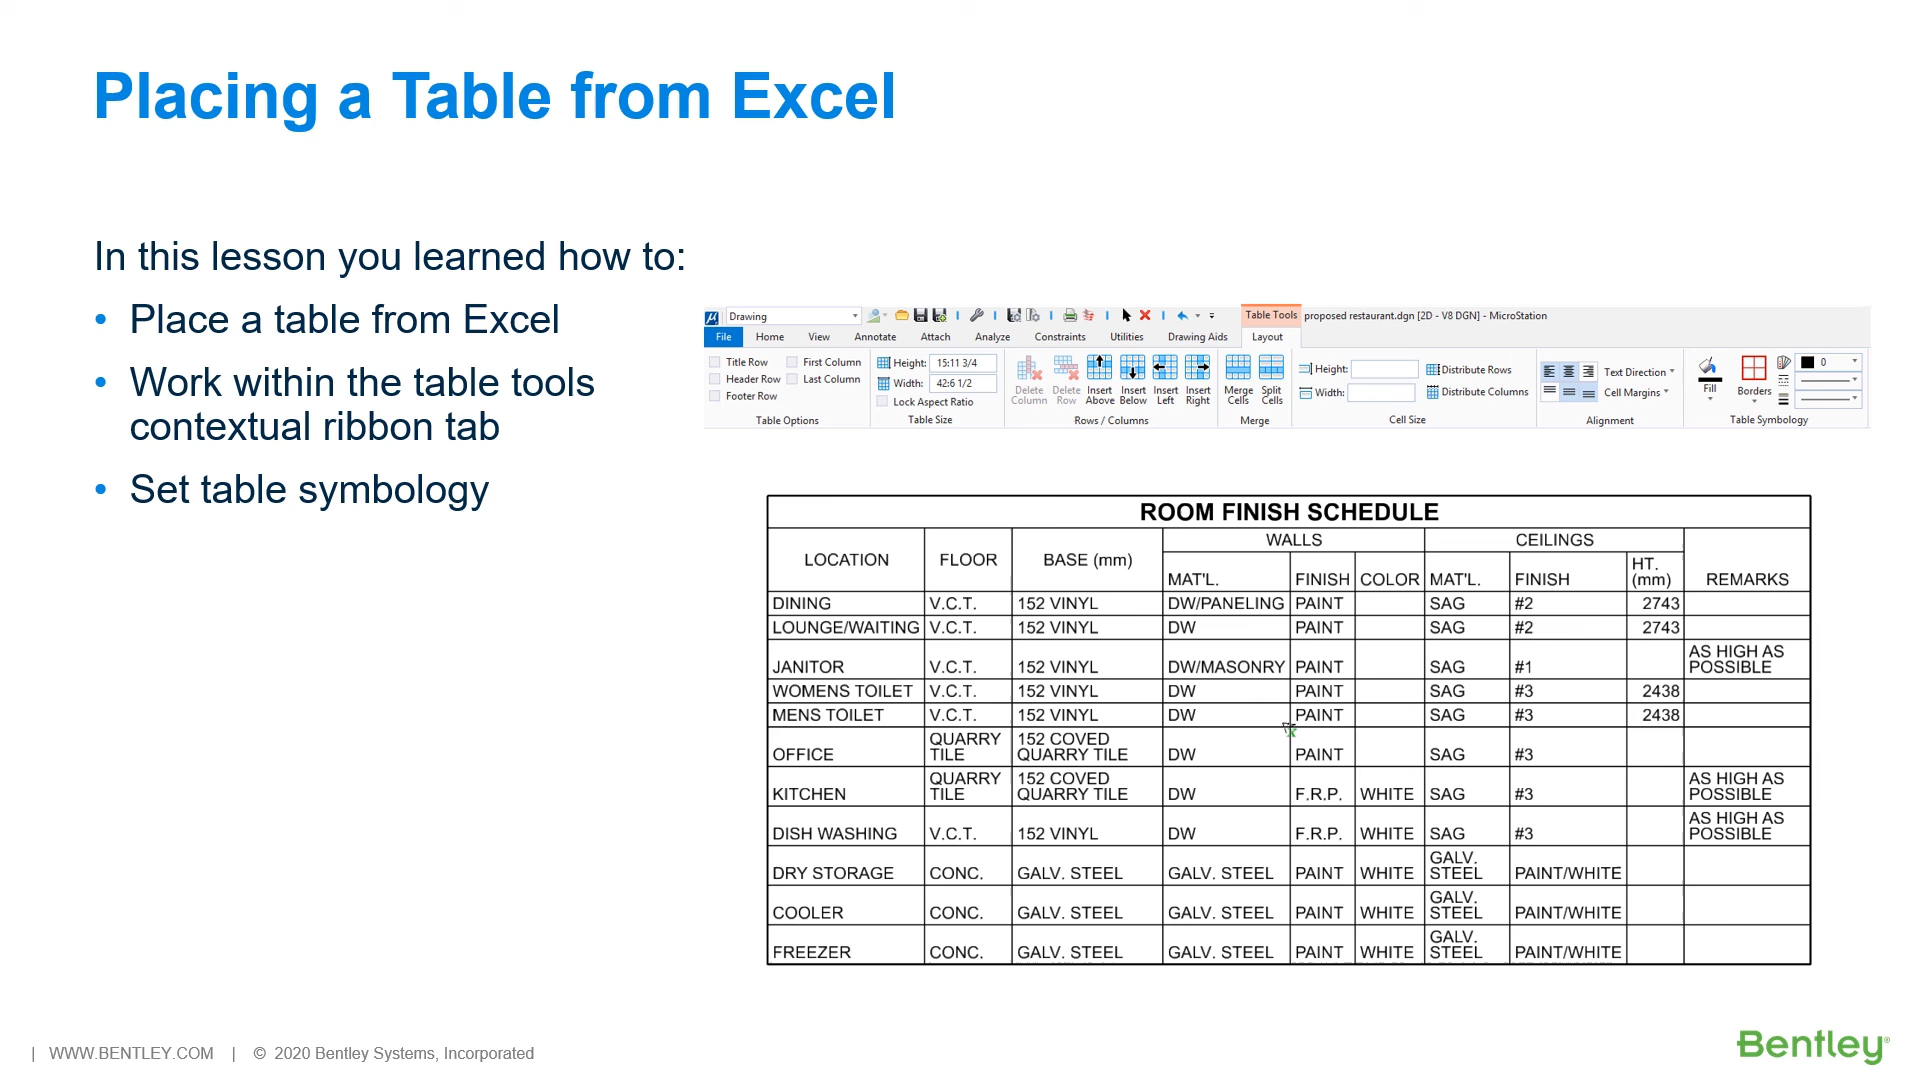 Placing a Table from Excel
In this lesson you learned how to:
• Place a table from Excel
• Work within the table tools
contextual ribbon tab
• Set table symbology
Drawing
Table Tools proposed restaurant.dgn [2D - V8 DGN] - MicroStation
File Home View Annotate Attach Analyze Constraints Utilities Drawing Aids Layout
Title Row First Column
Header Row Last Column
Footer Row
Table Options
Height: 15:11 3/4
Width: 42:6 1/2
Lock Aspect Ratio
Table Size
Delete Column Delete Row Insert Above Insert Below Insert Left Insert Right
Rows / Columns
Merge Cells Split Cells
Merge
Height: Distribute Rows
Width: Distribute Columns
Cell Size
Text Direction
Cell Margins
Alignment
Fill Borders 0
Table Symbology
ROOM FINISH SCHEDULE
WALLS CEILINGS
LOCATION FLOOR BASE (mm) MAT'L. FINISH COLOR MAT'L. FINISH HT. (mm) REMARKS
DINING V.C.T. 152 VINYL DW/PANELING PAINT SAG #2 2743
LOUNGE/WAITING V.C.T. 152 VINYL DW PAINT SAG #2 2743
JANITOR V.C.T. 152 VINYL DW/MASONRY PAINT SAG #1 AS HIGH AS POSSIBLE
WOMENS TOILET V.C.T. 152 VINYL DW PAINT SAG #3 2438
MENS TOILET V.C.T. 152 VINYL DW PAINT SAG #3 2438
OFFICE QUARRY TILE 152 COVED QUARRY TILE DW PAINT SAG #3
KITCHEN QUARRY TILE 152 COVED QUARRY TILE DW F.R.P. WHITE SAG #3 AS HIGH AS POSSIBLE
DISH WASHING V.C.T. 152 VINYL DW F.R.P. WHITE SAG #3 AS HIGH AS POSSIBLE
DRY STORAGE CONC. GALV. STEEL GALV. STEEL PAINT WHITE GALV. STEEL PAINT/WHITE
COOLER CONC. GALV. STEEL GALV. STEEL PAINT WHITE GALV. STEEL PAINT/WHITE
FREEZER CONC. GALV. STEEL GALV. STEEL PAINT WHITE GALV. STEEL PAINT/WHITE
| WWW.BENTLEY.COM | © 2020 Bentley Systems, Incorporated
Bentley®